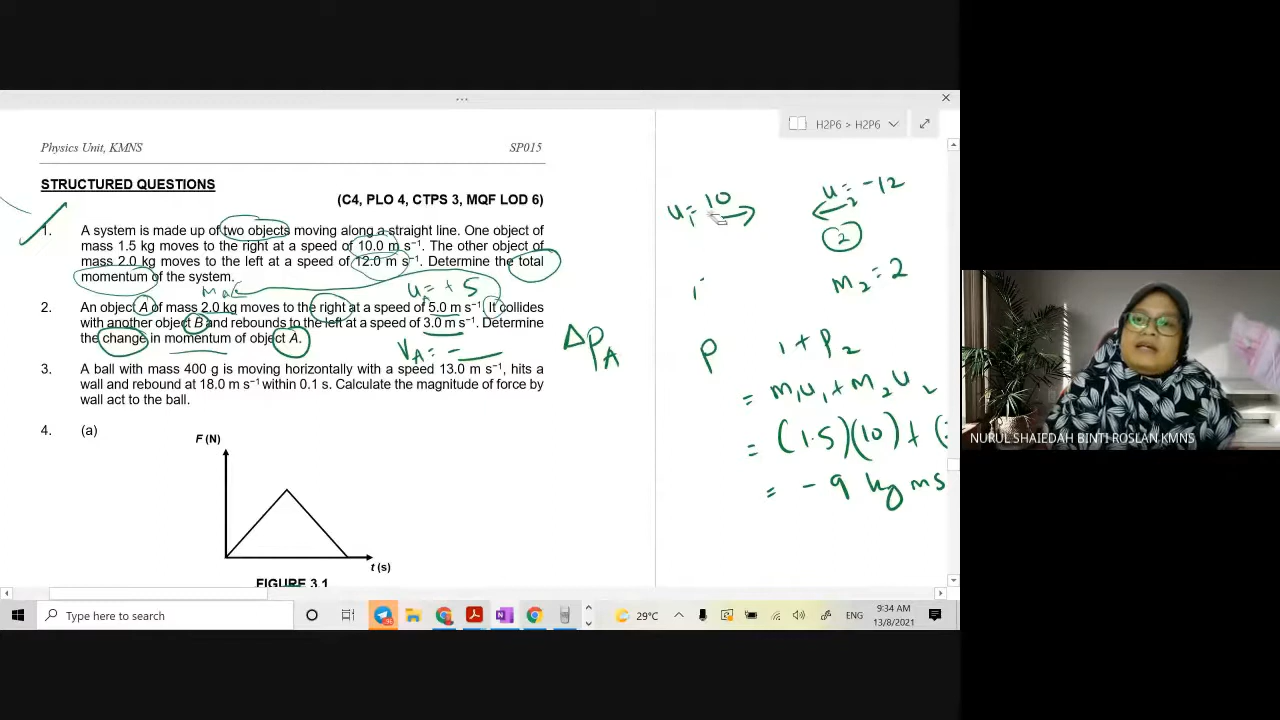 H2P6 > H2P6
Physics Unit, KMNS
SP015
STRUCTURED QUESTIONS
(C4, PLO 4, CTPS 3, MQF LOD 6)
1. A system is made up of two objects moving along a straight line. One object of
mass 1.5 kg moves to the right at a speed of 10.0 m s⁻¹. The other object of
mass 2.0 kg moves to the left at a speed of 12.0 m s⁻¹. Determine the total
momentum of the system.
mA
uA = +5
2. An object A of mass 2.0 kg moves to the right at a speed of 5.0 m s⁻¹. It collides
with another object B and rebounds to the left at a speed of 3.0 m s⁻¹. Determine
the change in momentum of object A.
vA = -
ΔpA
3. A ball with mass 400 g is moving horizontally with a speed 13.0 m s⁻¹, hits a
wall and rebound at 18.0 m s⁻¹ within 0.1 s. Calculate the magnitude of force by
wall act to the ball.
4. (a)
F (N)
t (s)
FIGURE 3.1
u₁ = 10
u₂ = -12
2
m₂ = 2
p 1 + p₂
= m₁u₁ + m₂u₂
= (1.5)(10) + (
= -9 kg ms
NURUL SHAIEDAH BINTI ROSLAN KMNS
Type here to search
29°C
ENG
9:34 AM
13/8/2021